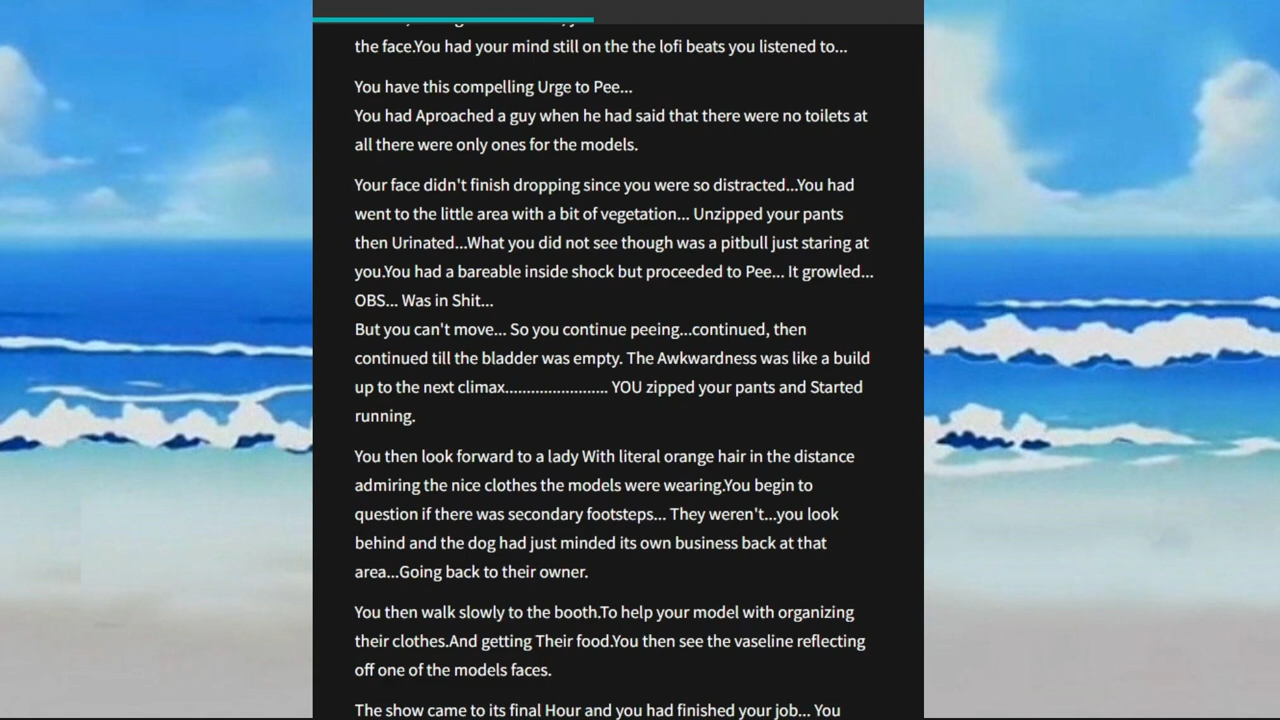 the face.You had your mind still on the the lofi beats you listened to...
You have this compelling Urge to Pee...
You had Aproached a guy when he had said that there were no toilets at
all there were only ones for the models.
Your face didn't finish dropping since you were so distracted...You had
went to the little area with a bit of vegetation... Unzipped your pants
then Urinated...What you did not see though was a pitbull just staring at
you.You had a bareable inside shock but proceeded to Pee... It growled...
OBS... Was in Shit...
But you can't move... So you continue peeing...continued, then
continued till the bladder was empty. The Awkwardness was like a build
up to the next climax........................ YOU zipped your pants and Started
running.
You then look forward to a lady With literal orange hair in the distance
admiring the nice clothes the models were wearing.You begin to
question if there was secondary footsteps... They weren't...you look
behind and the dog had just minded its own business back at that
area...Going back to their owner.
You then walk slowly to the booth.To help your model with organizing
their clothes.And getting Their food.You then see the vaseline reflecting
off one of the models faces.
The show came to its final Hour and you had finished your job... You